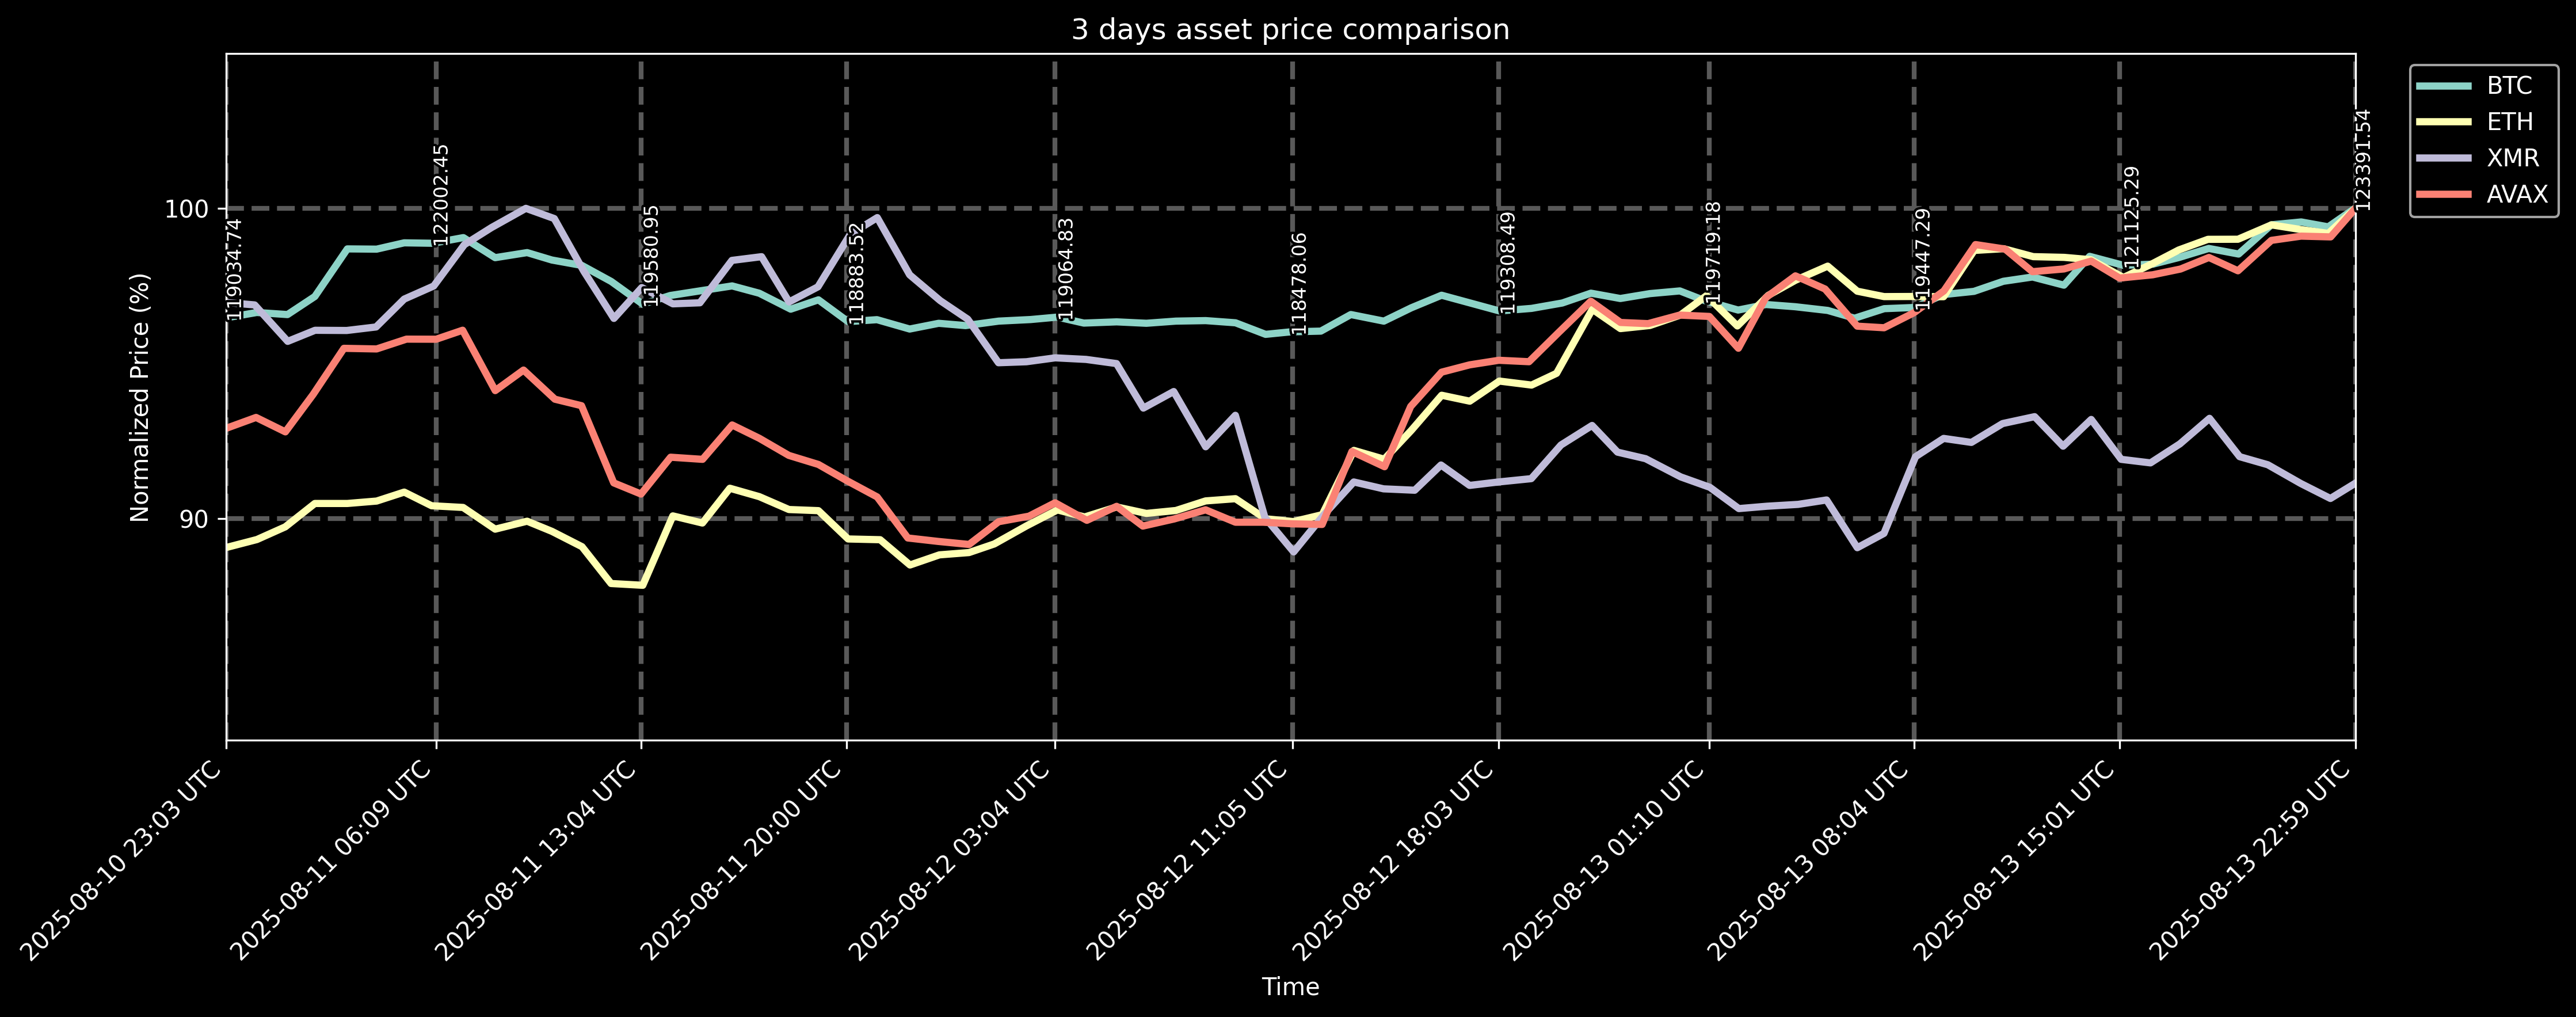 3 days asset price comparison
BTC
ETH
XMR
AVAX
Normalized Price (%)
100
90
119034.74
122002.45
119580.95
118883.52
119064.83
118478.06
119308.49
119719.18
119447.29
121125.29
123391.54
2025-08-10 23:03 UTC
2025-08-11 06:09 UTC
2025-08-11 13:04 UTC
2025-08-11 20:00 UTC
2025-08-12 03:04 UTC
2025-08-12 11:05 UTC
2025-08-12 18:03 UTC
2025-08-13 01:10 UTC
2025-08-13 08:04 UTC
2025-08-13 15:01 UTC
2025-08-13 22:59 UTC
Time